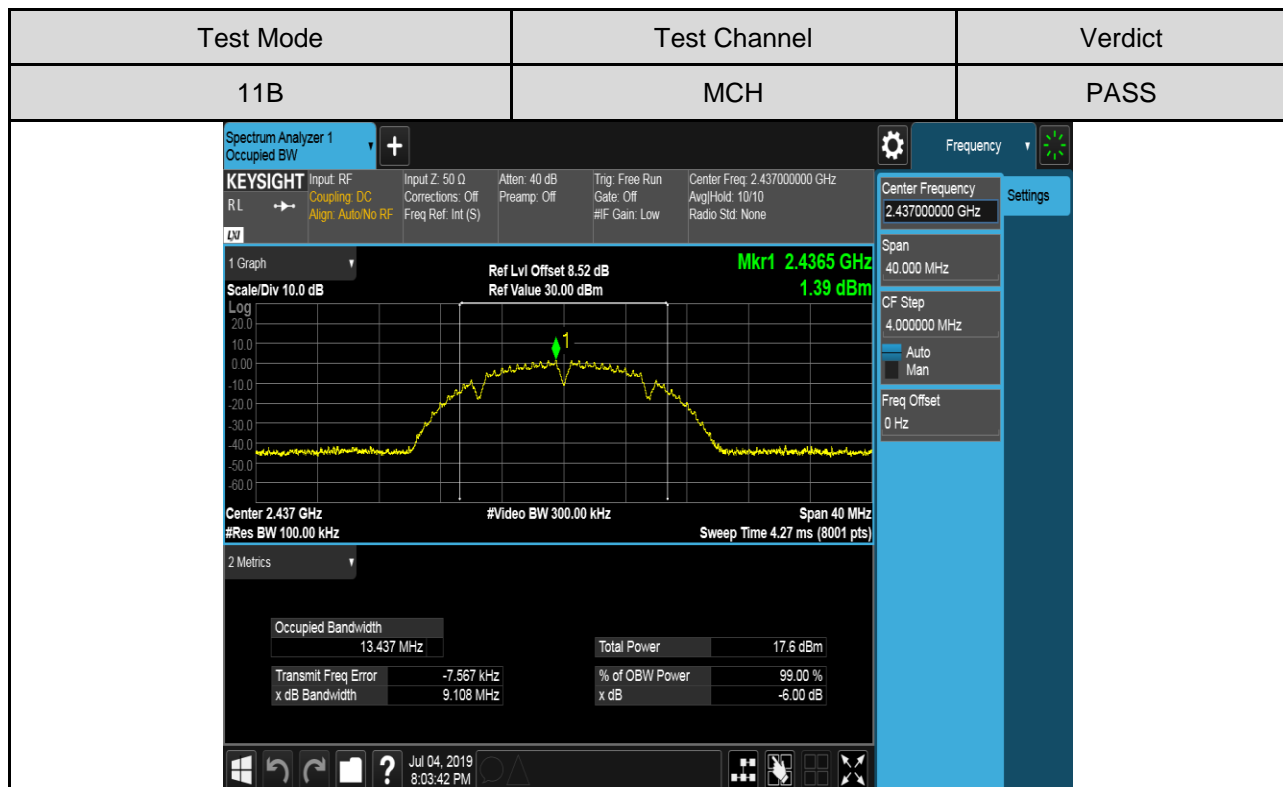 Test Mode Test Channel Verdict
11B MCH PASS
Spectrum Analyzer 1
Occupied BW
+
Frequency
KEYSIGHT Input: RF Input Z: 50 Ω Atten: 40 dB Trig: Free Run Center Freq: 2.437000000 GHz
RL Coupling: DC Corrections: Off Preamp: Off Gate: Off Avg|Hold: 10/10
Align: Auto/No RF Freq Ref: Int (S) #IF Gain: Low Radio Std: None
LXI
1 Graph
Ref Lvl Offset 8.52 dB Mkr1 2.4365 GHz
Scale/Div 10.0 dB Ref Value 30.00 dBm 1.39 dBm
Log
20.0
10.0
0.00
-10.0
-20.0
-30.0
-40.0
-50.0
-60.0
1
Center 2.437 GHz #Video BW 300.00 kHz Span 40 MHz
#Res BW 100.00 kHz Sweep Time 4.27 ms (8001 pts)
2 Metrics
Occupied Bandwidth
13.437 MHz Total Power 17.6 dBm
Transmit Freq Error -7.567 kHz % of OBW Power 99.00 %
x dB Bandwidth 9.108 MHz x dB -6.00 dB
?
Jul 04, 2019
8:03:42 PM
Center Frequency
2.437000000 GHz
Settings
Span
40.000 MHz
CF Step
4.000000 MHz
Auto
Man
Freq Offset
0 Hz